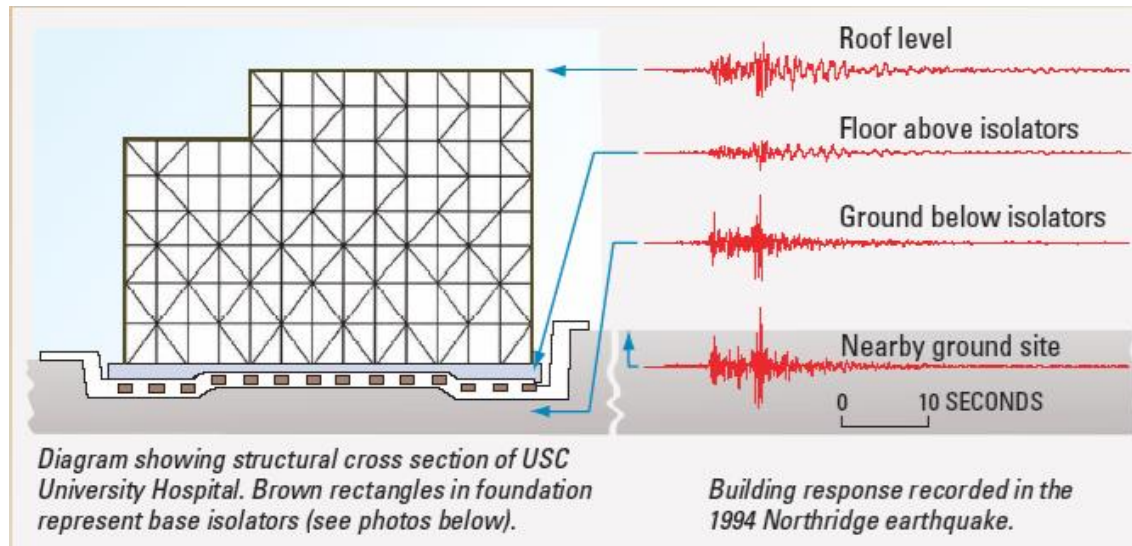 Roof level
Floor above isolators
Ground below isolators
Nearby ground site
0 10 SECONDS
Diagram showing structural cross section of USC
University Hospital. Brown rectangles in foundation
represent base isolators (see photos below).
Building response recorded in the
1994 Northridge earthquake.